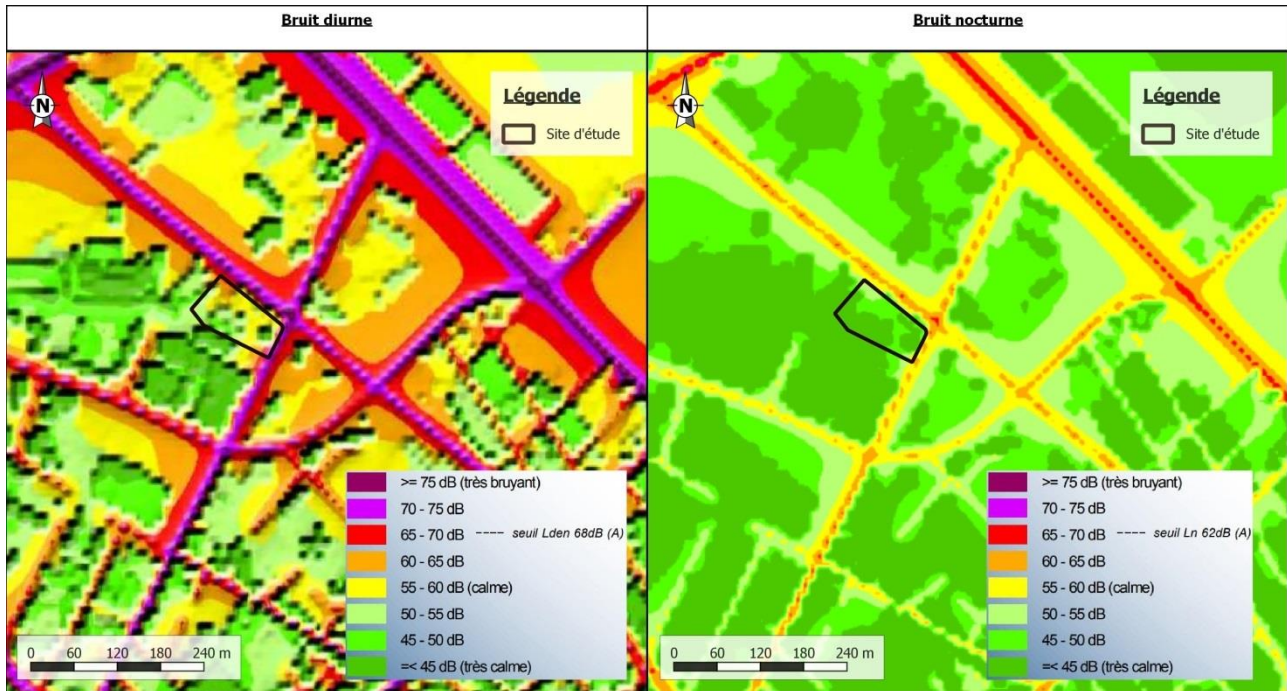 Bruit diurne
Bruit nocturne
N
Légende
Site d'étude
>= 75 dB (très bruyant)
70 - 75 dB
65 - 70 dB
---- seuil Lden 68dB (A)
60 - 65 dB
55 - 60 dB (calme)
50 - 55 dB
45 - 50 dB
=< 45 dB (très calme)
0 60 120 180 240 m
N
Légende
Site d'étude
>= 75 dB (très bruyant)
70 - 75 dB
65 - 70 dB
---- seuil Ln 62dB (A)
60 - 65 dB
55 - 60 dB (calme)
50 - 55 dB
45 - 50 dB
=< 45 dB (très calme)
0 60 120 180 240 m